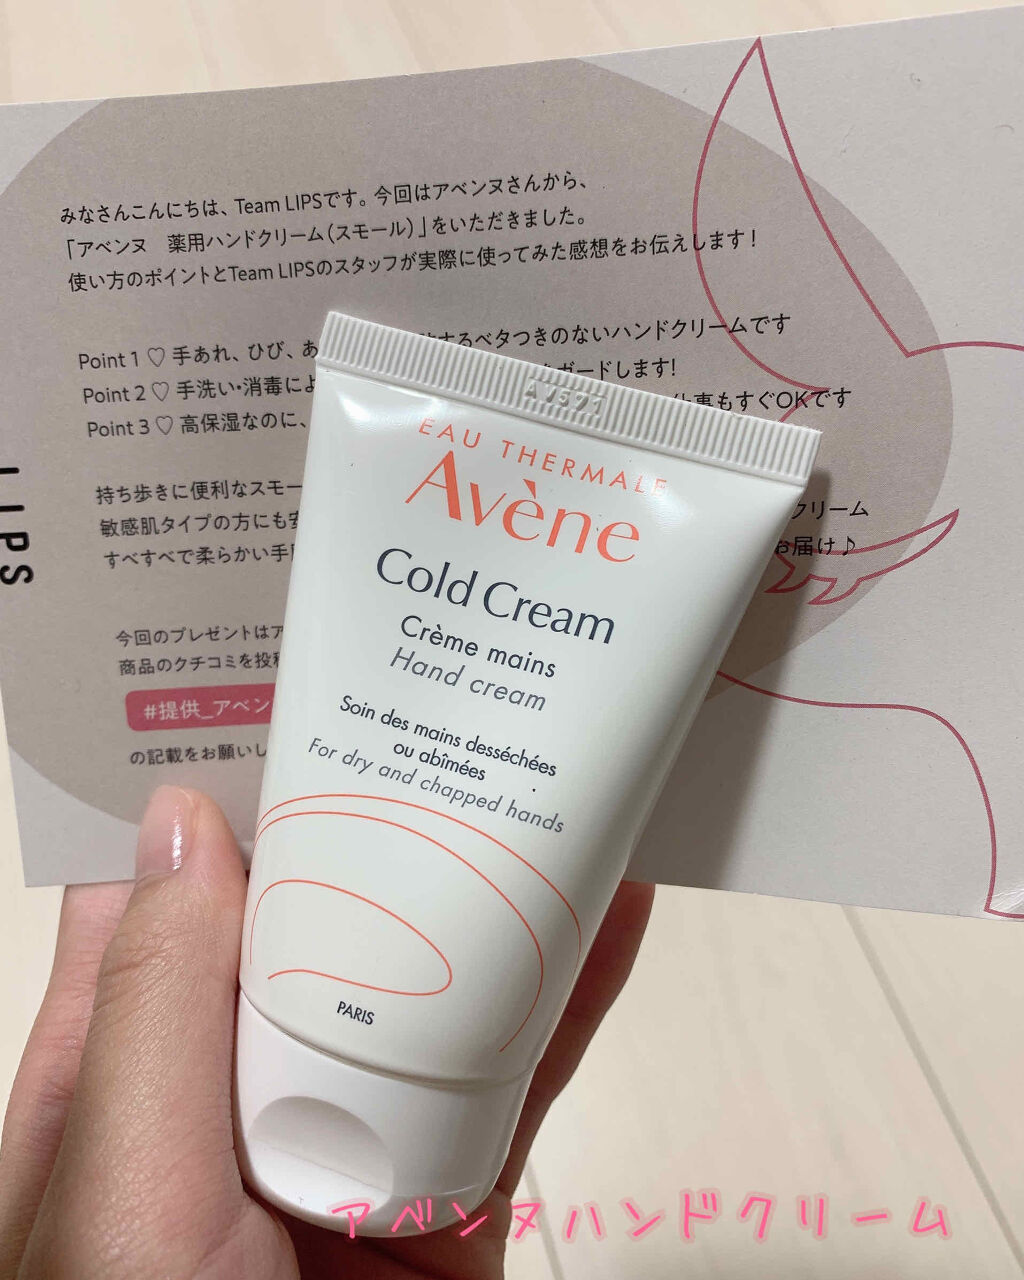 みなさんこんにちは、Team LIPSです。今回はアベンヌさんから、
「アベンヌ　薬用ハンドクリーム（スモール）」をいただきました。
使い方のポイントとTeam LIPSのスタッフが実際に使ってみた感想をお伝えします！
Point 1 ♡ 手あれ、ひび、あ
するベタつきのないハンドクリームです
Point 2 ♡ 手洗い・消毒によ
ガードします!
Point 3 ♡ 高保湿なのに、
仕事もすぐOKです
持ち歩きに便利なスモー
クリーム
敏感肌タイプの方にも安
お届け♪
すべすべで柔らかい手肌
今回のプレゼントはア
商品のクチコミを投稿
#提供_アベン
の記載をお願いし
LIPS
AV591
EAU THERMALE
Avène
Cold Cream
Crème mains
Hand cream
Soin des mains desséchées
ou abîmées
For dry and chapped hands
PARIS
アベンヌハンドクリーム